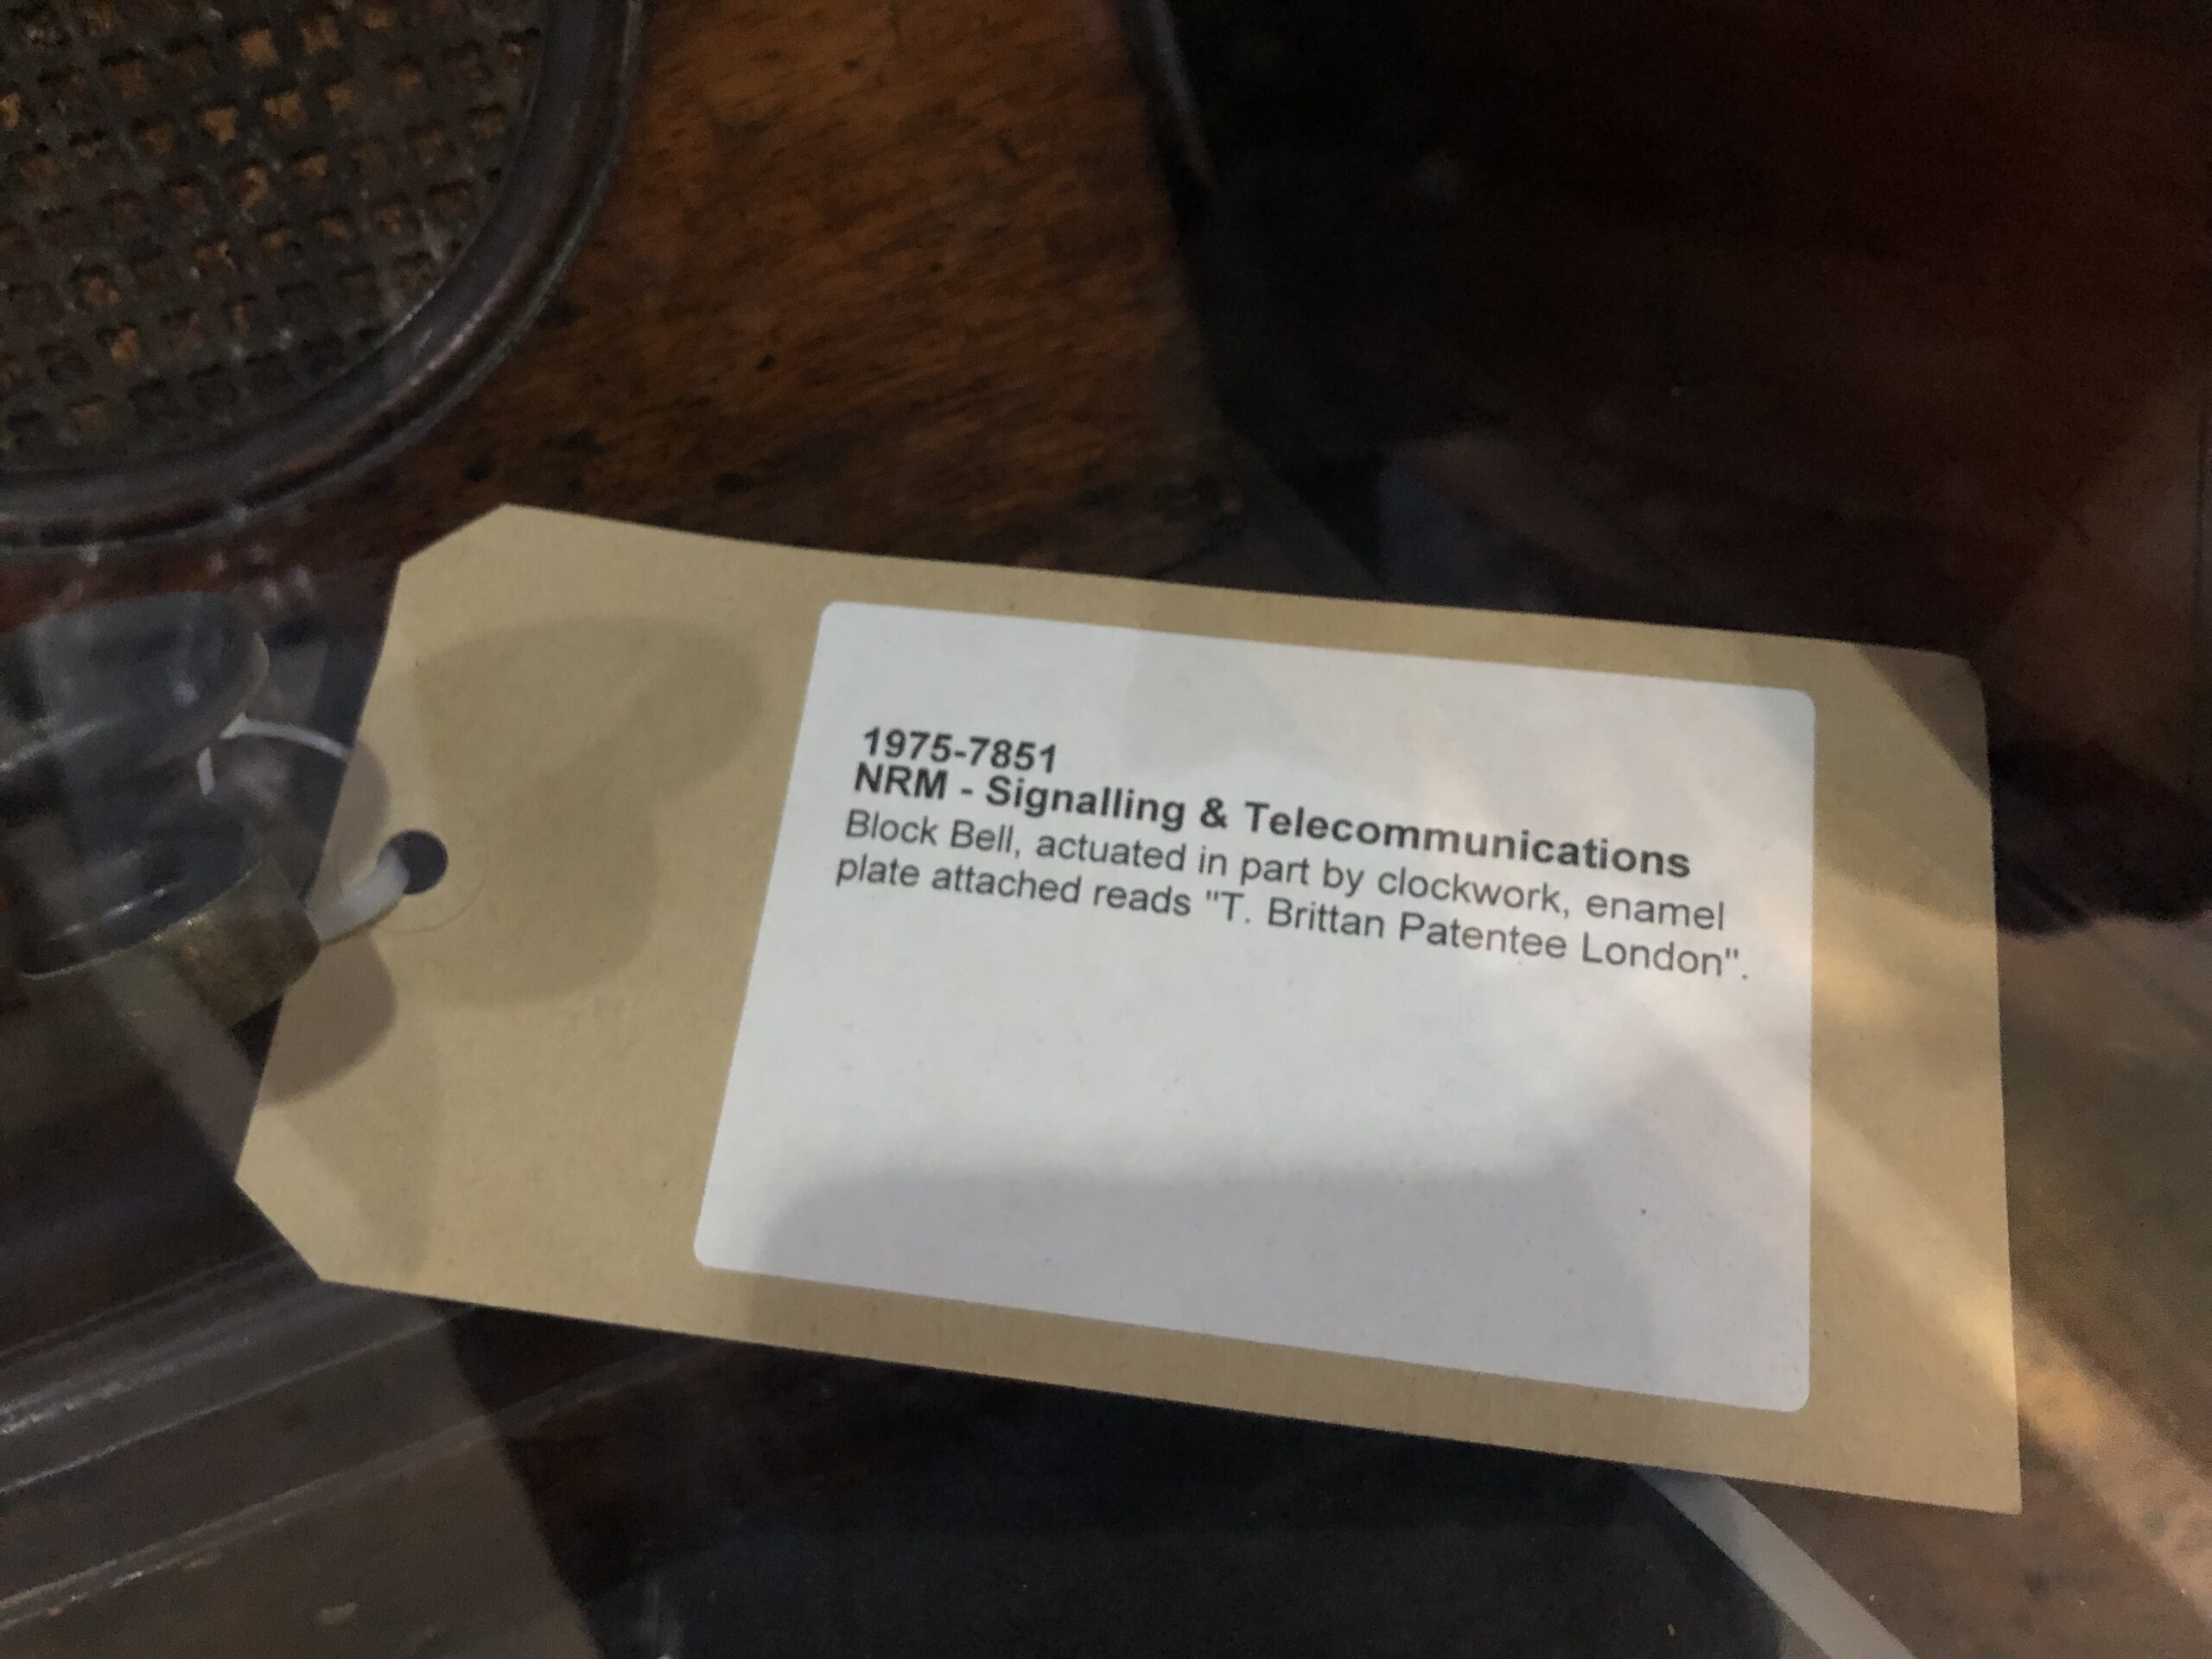 1975-7851
NRM - Signalling & Telecommunications
Block Bell, actuated in part by clockwork, enamel
plate attached reads "T. Brittan Patentee London".